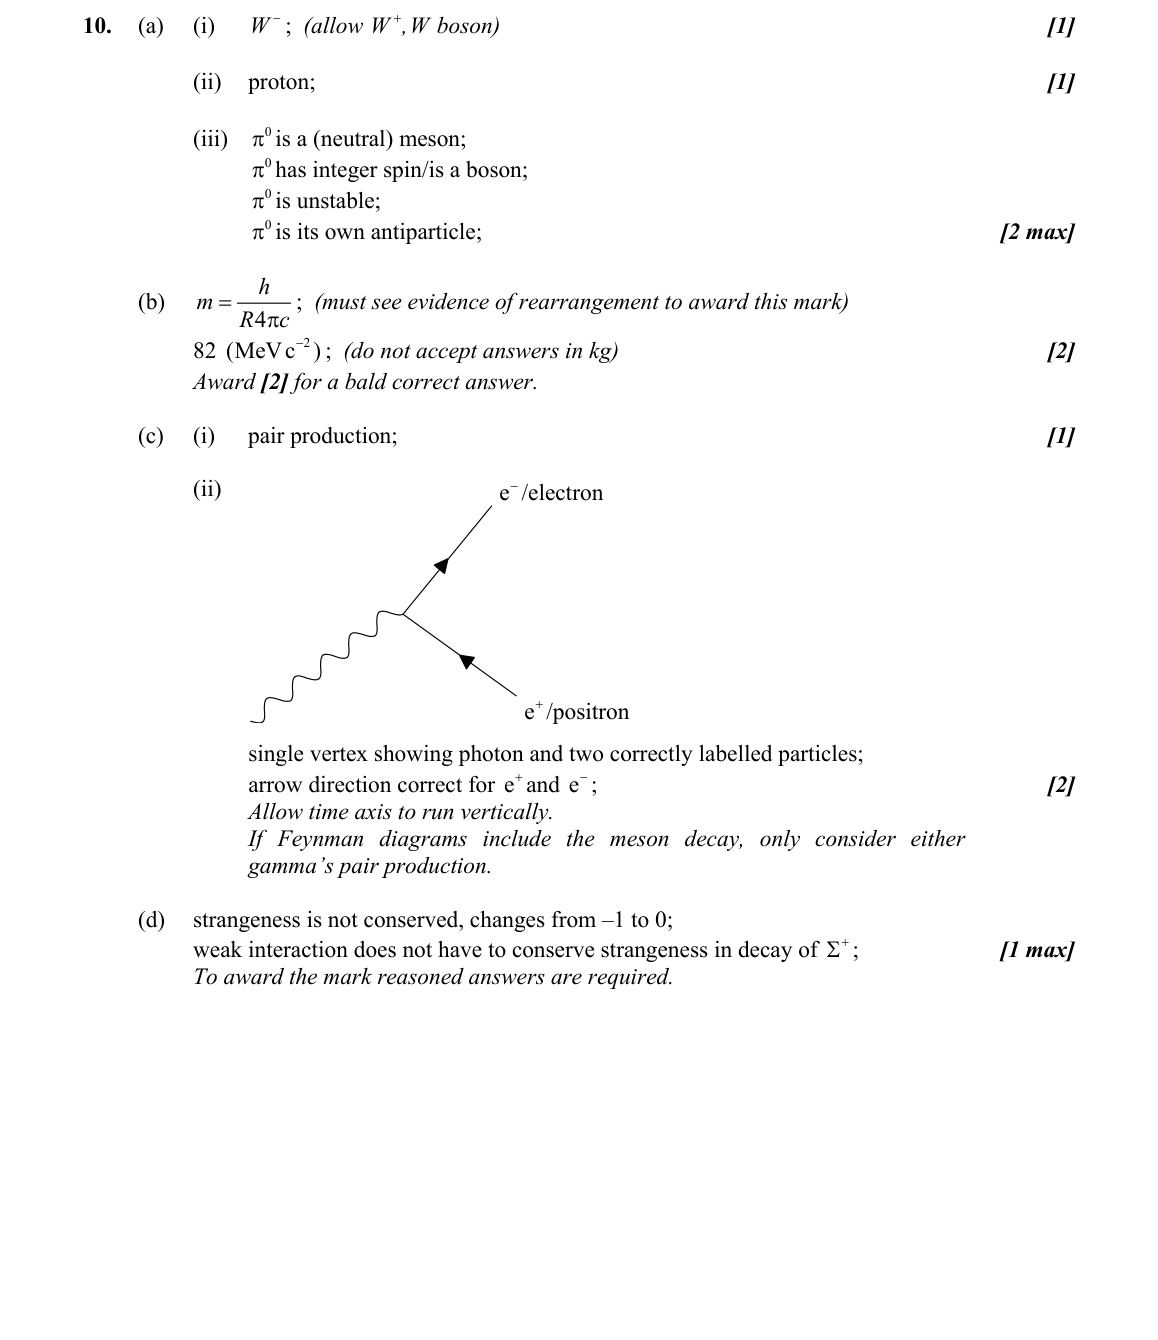 10. (a) (i) W⁻ ; (allow W⁺, W boson) [1]
(ii) proton; [1]
(iii) π⁰ is a (neutral) meson;
π⁰ has integer spin/is a boson;
π⁰ is unstable;
π⁰ is its own antiparticle; [2 max]
(b) m = h / R4πc ; (must see evidence of rearrangement to award this mark)
82 (MeV c⁻²) ; (do not accept answers in kg) [2]
Award [2] for a bald correct answer.
(c) (i) pair production; [1]
(ii)
e⁻/electron
e⁺/positron
single vertex showing photon and two correctly labelled particles;
arrow direction correct for e⁺ and e⁻ ; [2]
Allow time axis to run vertically.
If Feynman diagrams include the meson decay, only consider either
gamma's pair production.
(d) strangeness is not conserved, changes from –1 to 0;
weak interaction does not have to conserve strangeness in decay of Σ⁺ ; [1 max]
To award the mark reasoned answers are required.